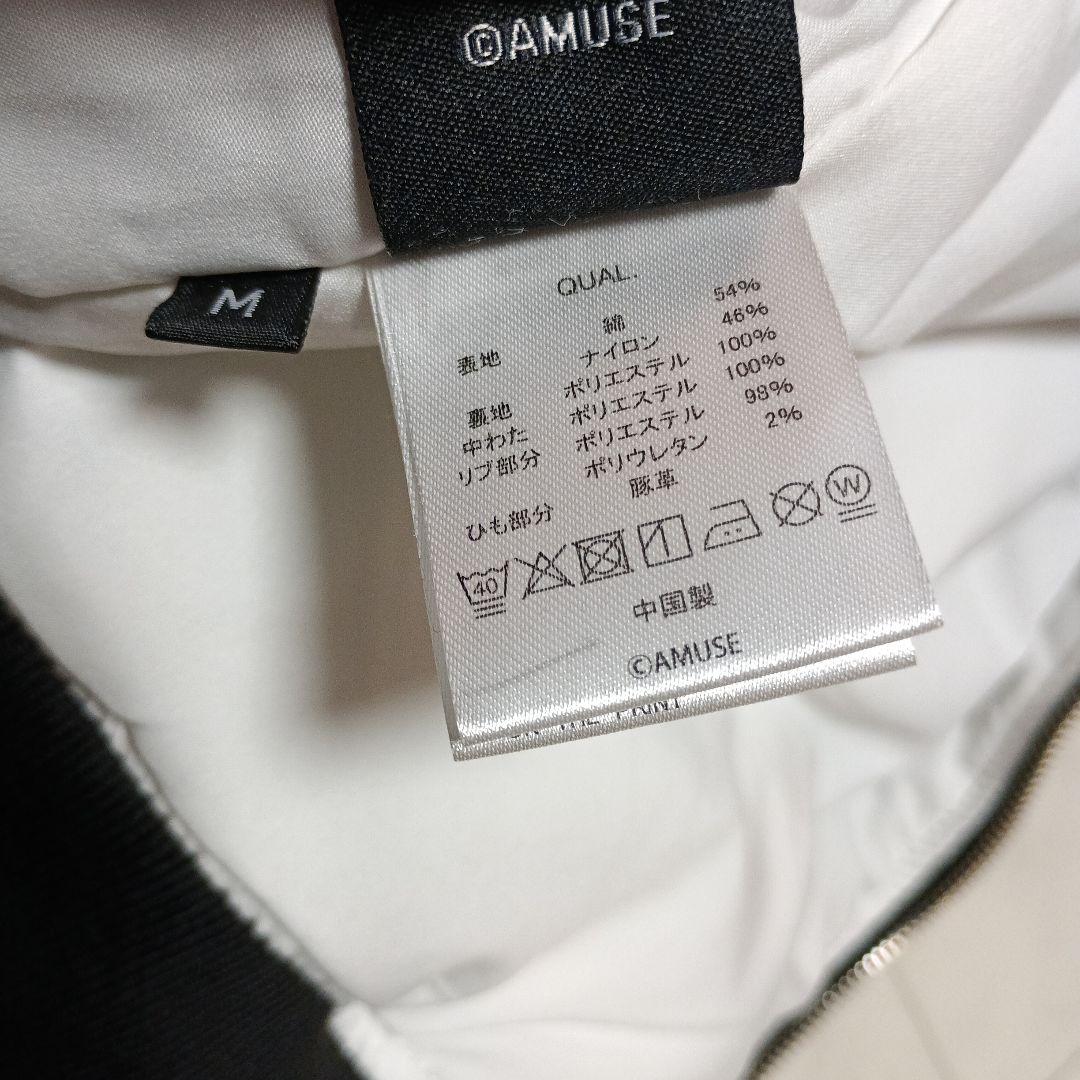 ©AMUSE
M
QUAL.
表地 綿 54%
ナイロン 46%
裏地 ポリエステル 100%
中わた ポリエステル 100%
リブ部分 ポリエステル 98%
ポリウレタン 2%
ひも部分 豚革
40 W
中国製
©AMUSE
THE PRINT